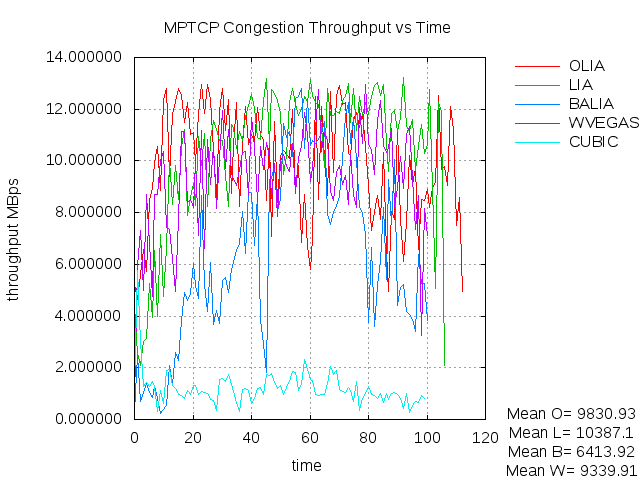 MPTCP Congestion Throughput vs Time
14.000000
12.000000
10.000000
8.000000
6.000000
4.000000
2.000000
0.000000
throughput MBps
0 20 40 60 80 100 120
time
OLIA
LIA
BALIA
WVEGAS
CUBIC
Mean O= 9830.93
Mean L= 10387.1
Mean B= 6413.92
Mean W= 9339.91